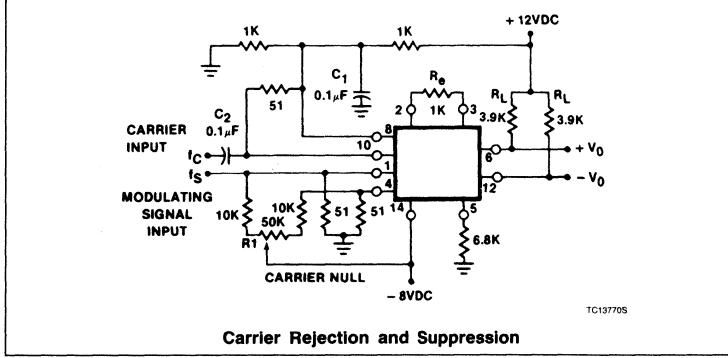 + 12VDC
1K
1K
C1
0.1µF
Re
1K
2
3
RL
3.9K
RL
3.9K
51
C2
0.1µF
CARRIER
INPUT
fC
fS
MODULATING
SIGNAL
INPUT
8
10
1
4
6
+ V0
12
− V0
14
5
10K
10K
50K
R1
51
51
6.8K
CARRIER NULL
− 8VDC
TC13770S
Carrier Rejection and Suppression